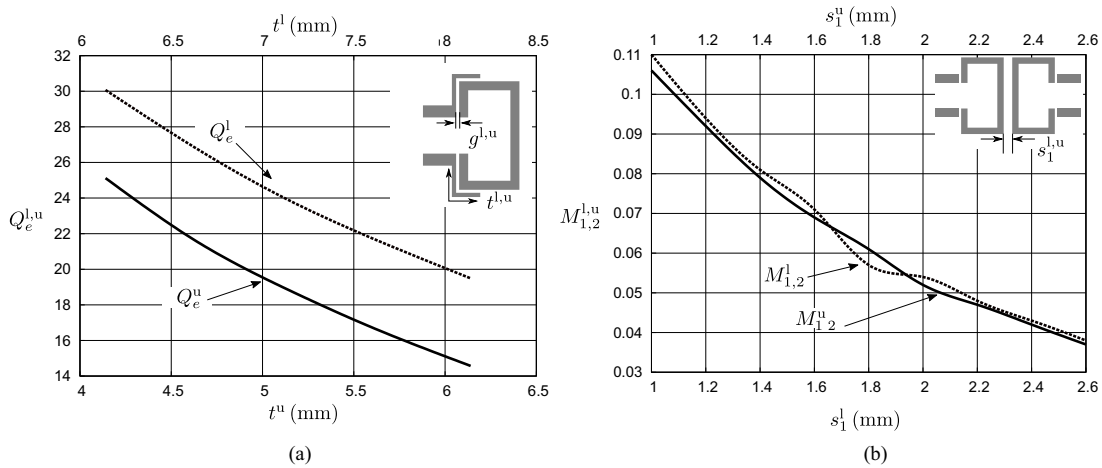 t^l (mm)
6 6.5 7 7.5 8 8.5
32
30
28
26
24
22
20
18
16
14
Q_e^{l,u}
Q_e^l
Q_e^u
g^{l,u}
t^{l,u}
4 4.5 5 5.5 6 6.5
t^u (mm)
(a)
s_1^u (mm)
1 1.2 1.4 1.6 1.8 2 2.2 2.4 2.6
0.11
0.1
0.09
0.08
0.07
0.06
0.05
0.04
0.03
M_{1,2}^{l,u}
s_1^{l,u}
M_{1,2}^l
M_{1 2}^u
1 1.2 1.4 1.6 1.8 2 2.2 2.4 2.6
s_1^l (mm)
(b)